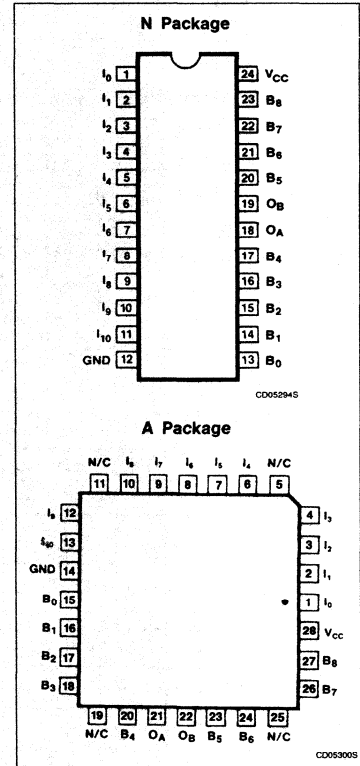 N Package
I0 1 24 VCC
I1 2 23 B8
I2 3 22 B7
I3 4 21 B6
I4 5 20 B5
I5 6 19 OB
I6 7 18 OA
I7 8 17 B4
I8 9 16 B3
I9 10 15 B2
I10 11 14 B1
GND 12 13 B0
CD05294S
A Package
N/C I8 I7 I6 I5 I4 N/C
11 10 9 8 7 6 5
I9 12 4 I3
13 3 I2
GND 14 2 I1
B0 15 1 I0
B1 16 28 VCC
B2 17 27 B8
B3 18 26 B7
19 20 21 22 23 24 25
N/C B4 OA OB B5 B6 N/C
CD05300S